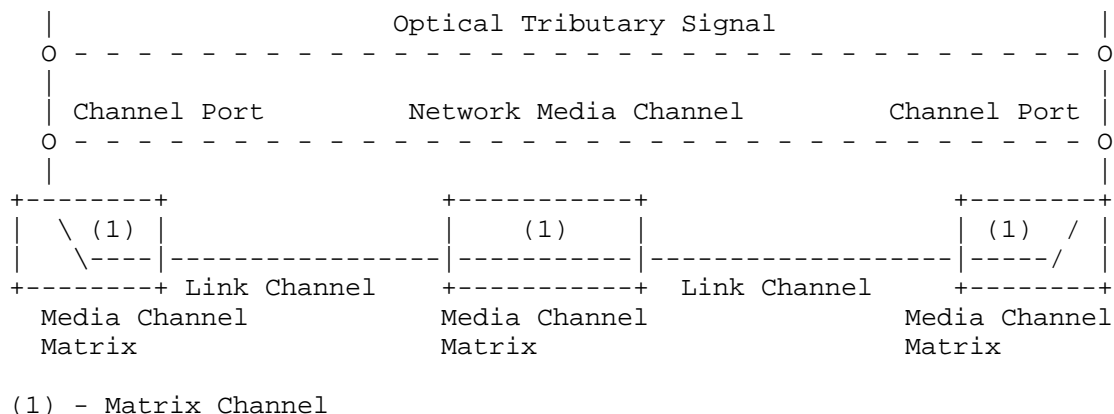 Optical Tributary Signal
O - - - - - - - - - - - - - - - - - - - - - - - - - - - - - - - - O
Channel Port Network Media Channel Channel Port
O - - - - - - - - - - - - - - - - - - - - - - - - - - - - - - - - O
(1) (1) (1)
Link Channel Link Channel
Media Channel Media Channel Media Channel
Matrix Matrix Matrix
(1) - Matrix Channel